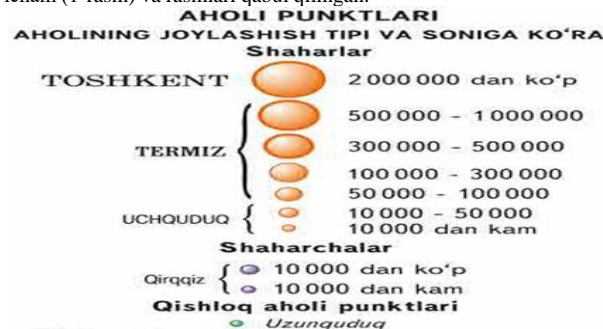 AHOLI PUNKTLARI
AHOLINING JOYLASHISH TIPI VA SONIGA KO‘RA
Shaharlar
TOSHKENT 2 000 000 dan ko‘p
500 000 - 1 000 000
TERMIZ 300 000 - 500 000
100 000 - 300 000
50 000 - 100 000
UCHQUDUQ 10 000 - 50 000
10 000 dan kam
Shaharchalar
Qirqqiz 10 000 dan ko‘p
10 000 dan kam
Qishloq aholi punktlari
Uzunquduq